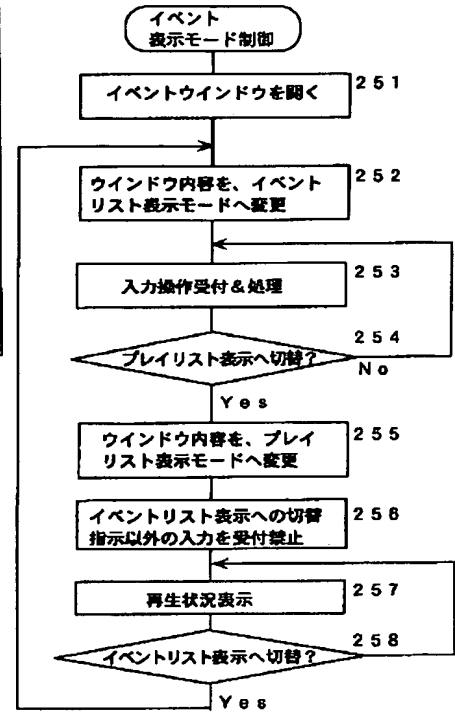 イベント
表示モード制御
イベントウインドウを開く
251
ウインドウ内容を、イベント
リスト表示モードへ変更
252
入力操作受付&処理
253
プレイリスト表示へ切替?
254
No
Yes
ウインドウ内容を、プレイ
リスト表示モードへ変更
255
イベントリスト表示への切替
指示以外の入力を受付禁止
256
再生状況表示
257
イベントリスト表示へ切替?
258
Yes